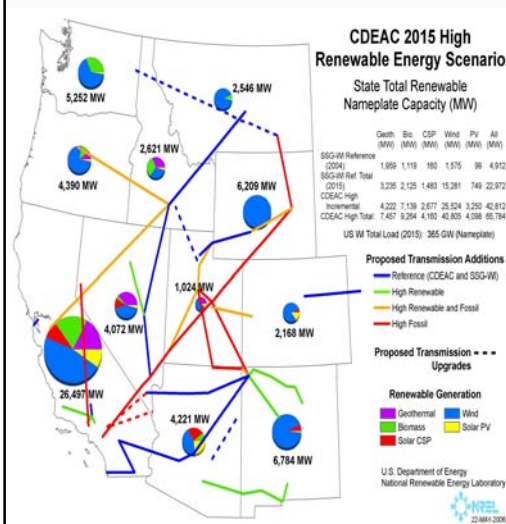 CDEAC 2015 High
Renewable Energy Scenario
State Total Renewable
Nameplate Capacity (MW)
Geoth Bio CSP Wind PV All
(MW) (MW) (MW) (MW) (MW) (MW)
SSG-WI Reference
(2004) 1,959 1,119 160 1,575 99 4,912
SSG-WI Ref. Total
(2015) 3,235 2,125 1,483 15,281 749 22,972
CDEAC High
Incremental 4,222 7,139 2,677 25,524 3,250 42,812
CDEAC High Total: 7,457 9,264 4,160 40,805 4,098 65,784
US WI Total Load (2015): 365 GW (Nameplate)
Proposed Transmission Additions
Reference (CDEAC and SSG-WI)
High Renewable
High Renewable and Fossil
High Fossil
Proposed Transmission
Upgrades
Renewable Generation
Geothermal Wind
Biomass Solar PV
Solar CSP
U.S. Department of Energy
National Renewable Energy Laboratory
NREL
22-MAY-2006
5,252 MW
2,546 MW
2,621 MW
4,390 MW
6,209 MW
1,024 MW
4,072 MW
2,168 MW
26,497 MW
4,221 MW
6,784 MW